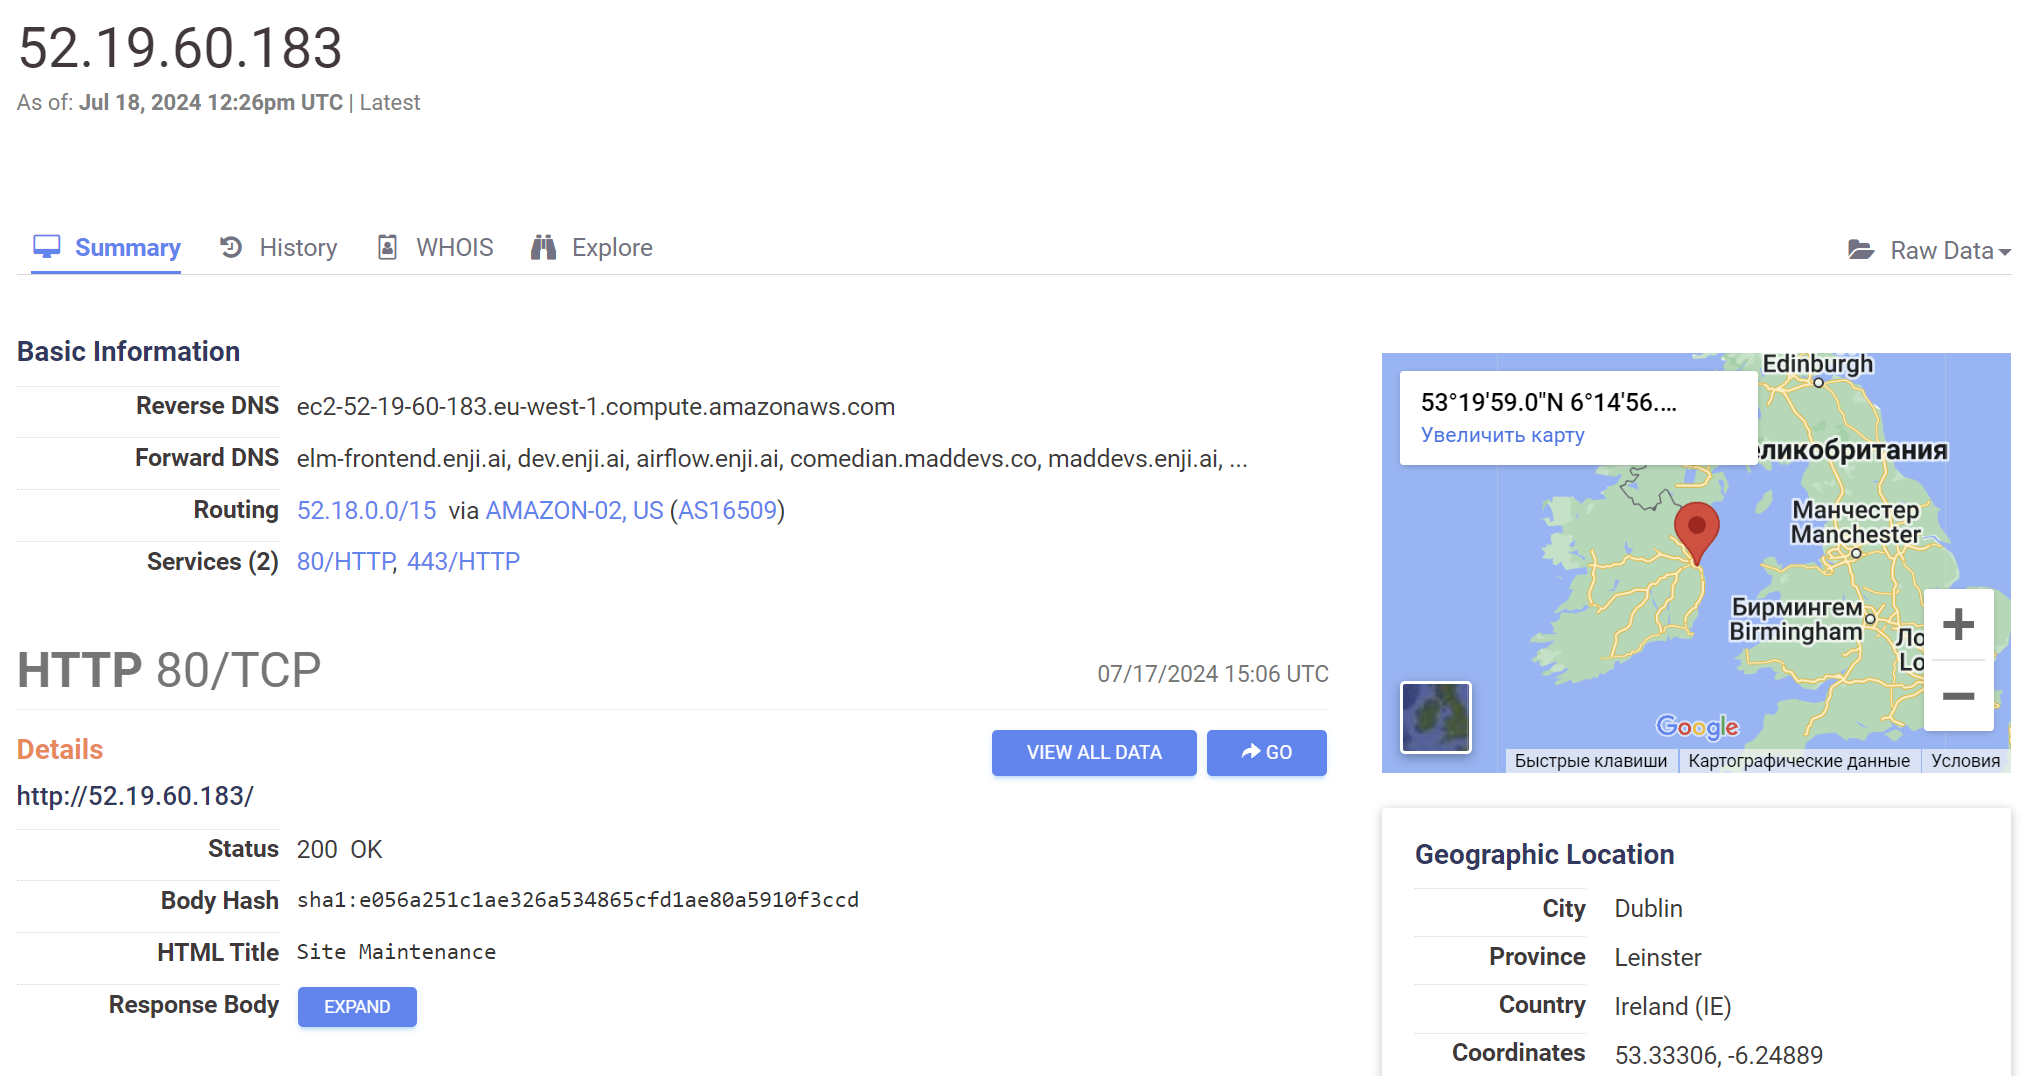 52.19.60.183
As of: Jul 18, 2024 12:26pm UTC | Latest
Summary
History
WHOIS
Explore
Raw Data
Basic Information
Reverse DNS ec2-52-19-60-183.eu-west-1.compute.amazonaws.com
Forward DNS elm-frontend.enji.ai, dev.enji.ai, airflow.enji.ai, comedian.maddevs.co, maddevs.enji.ai, ...
Routing 52.18.0.0/15 via AMAZON-02, US (AS16509)
Services (2) 80/HTTP, 443/HTTP
HTTP 80/TCP
07/17/2024 15:06 UTC
Details
VIEW ALL DATA
GO
http://52.19.60.183/
Status 200 OK
Body Hash sha1:e056a251c1ae326a534865cfd1ae80a5910f3ccd
HTML Title Site Maintenance
Response Body EXPAND
Edinburgh
53°19'59.0"N 6°14'56....
Увеличить карту
еликобритания
Манчестер
Manchester
Бирмингем
Birmingham
Ло
Lo
+
−
Google
Быстрые клавиши
Картографические данные
Условия
Geographic Location
City Dublin
Province Leinster
Country Ireland (IE)
Coordinates 53.33306, -6.24889